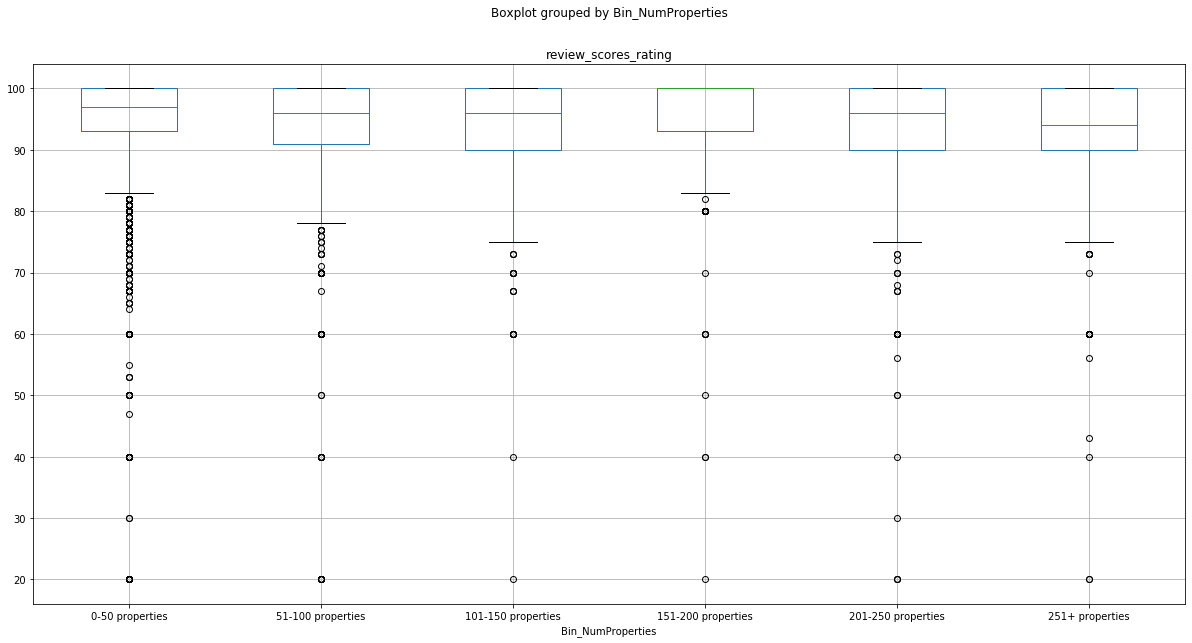 Boxplot grouped by Bin_NumProperties
review_scores_rating
100
90
80
70
60
50
40
30
20
0-50 properties 51-100 properties 101-150 properties 151-200 properties 201-250 properties 251+ properties
Bin_NumProperties